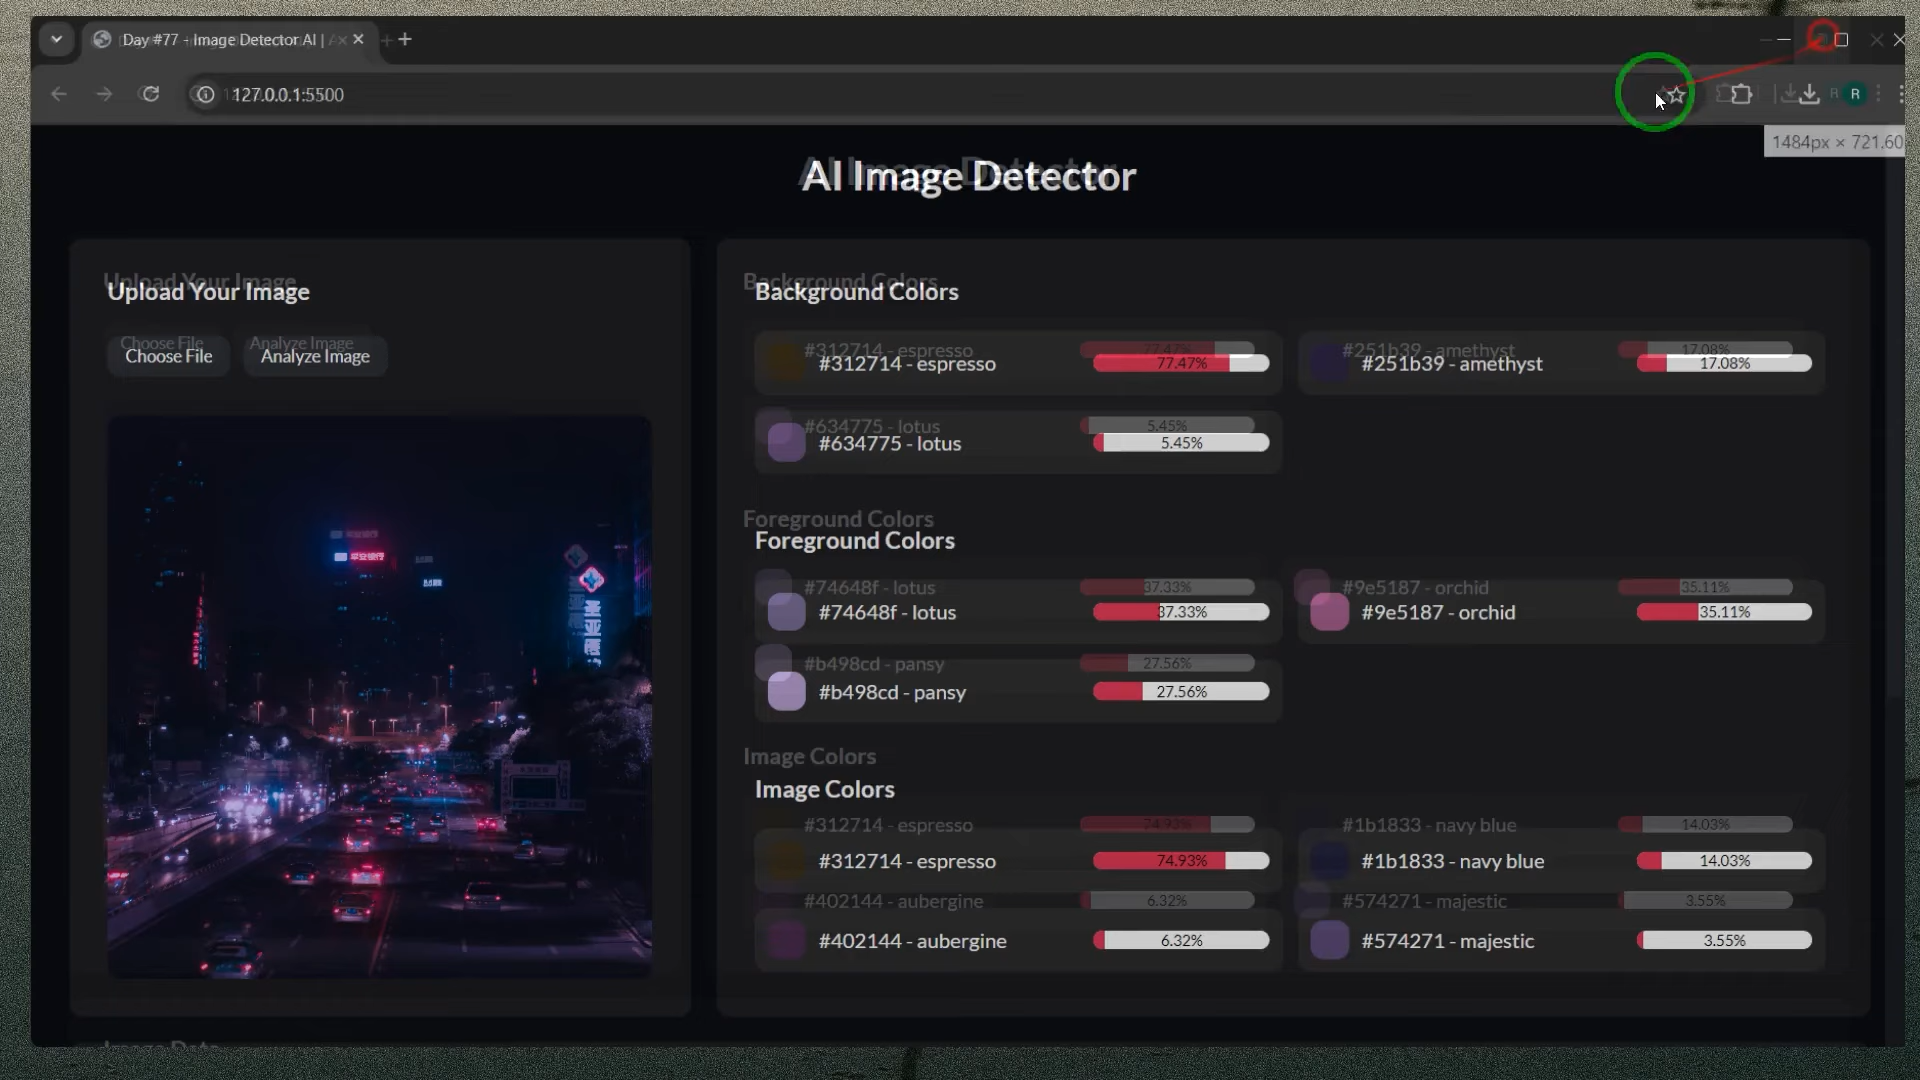 Day #77 - Image Detector AI |
127.0.0.1:5500
R
1484px × 721.60
AI Image Detector
Upload Your Image
Choose File
Analyze Image
Background Colors
#312714 - espresso
77.47%
#251b39 - amethyst
17.08%
#634775 - lotus
5.45%
Foreground Colors
#74648f - lotus
37.33%
#9e5187 - orchid
35.11%
#b498cd - pansy
27.56%
Image Colors
#312714 - espresso
74.93%
#1b1833 - navy blue
14.03%
#402144 - aubergine
6.32%
#574271 - majestic
3.55%